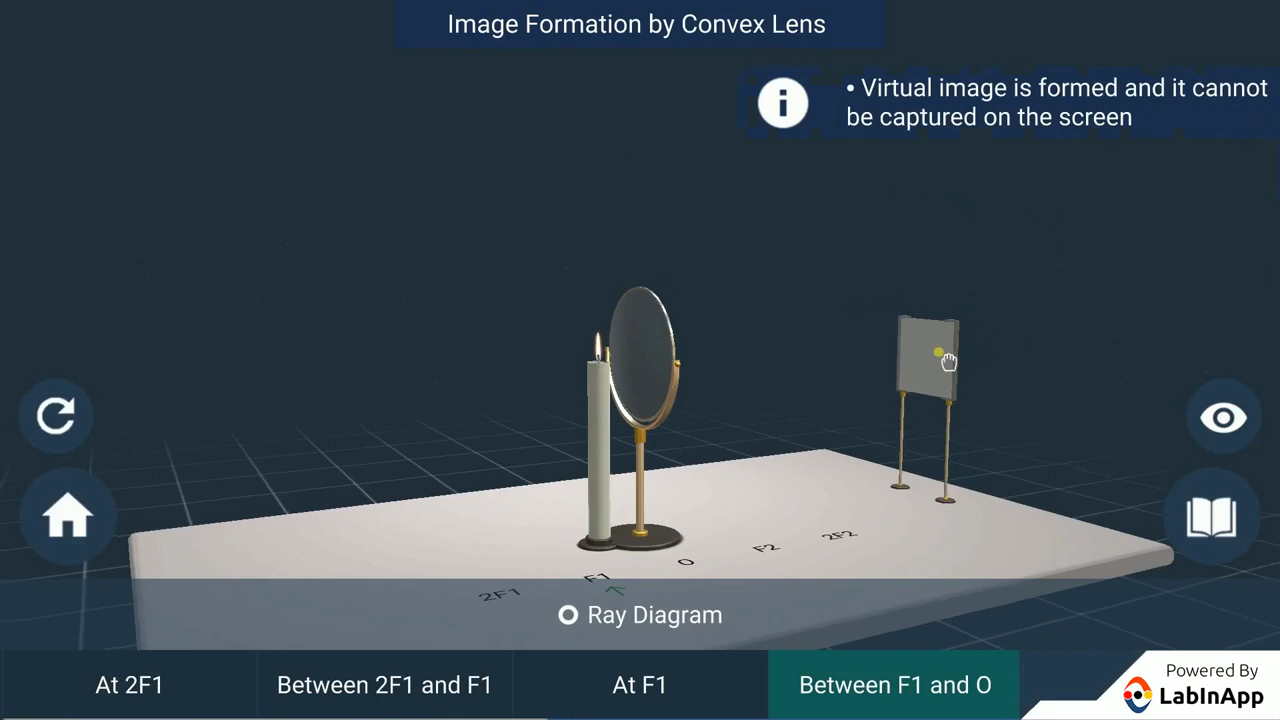 Image Formation by Convex Lens
• Virtual image is formed and it cannot
be captured on the screen
2F1
F1
O
F2
2F2
Ray Diagram
At 2F1
Between 2F1 and F1
At F1
Between F1 and O
Powered By
LabInApp